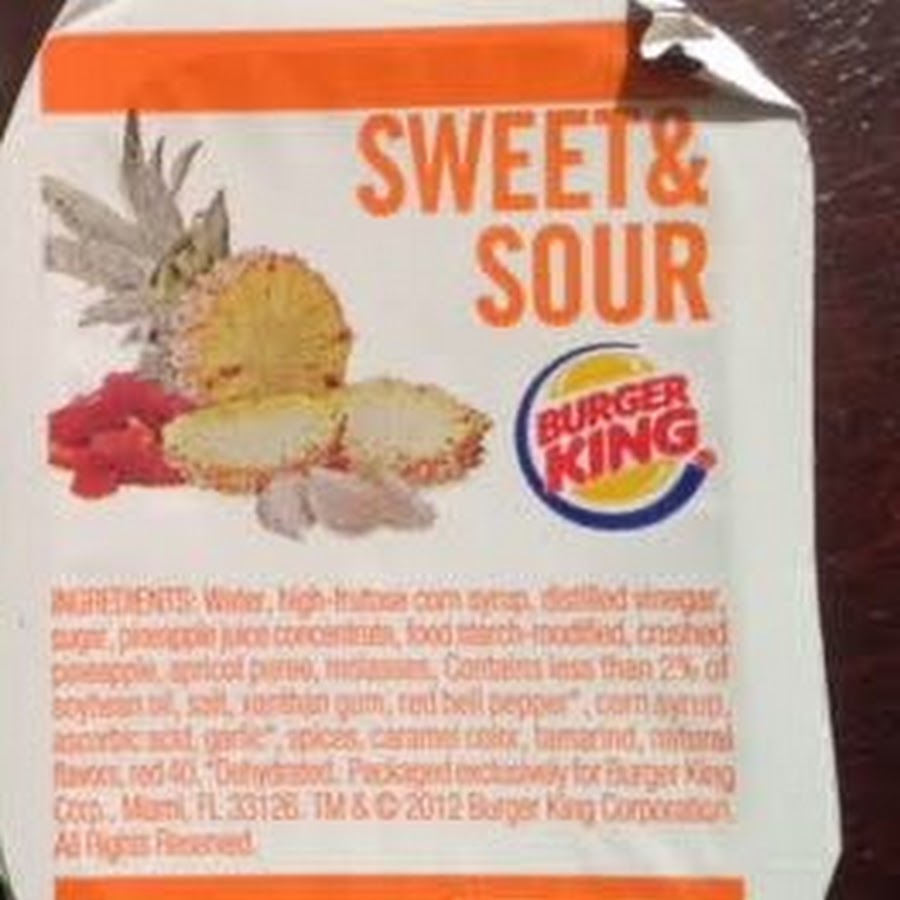 SWEET&
SOUR
BURGER
KING
INGREDIENTS: Water, high-fructose corn syrup, distilled vinegar,
sugar, pineapple juice concentrate, food starch-modified, crushed
pineapple, apricot puree, molasses. Contains less than 2% of
soybean oil, salt, xanthan gum, red bell pepper*, corn syrup,
ascorbic acid, garlic*, spices, caramel color, tamarind, natural
flavors, red 40. *Dehydrated. Packaged exclusively for Burger King
Corp., Miami, FL 33126. TM & © 2012 Burger King Corporation.
All Rights Reserved.